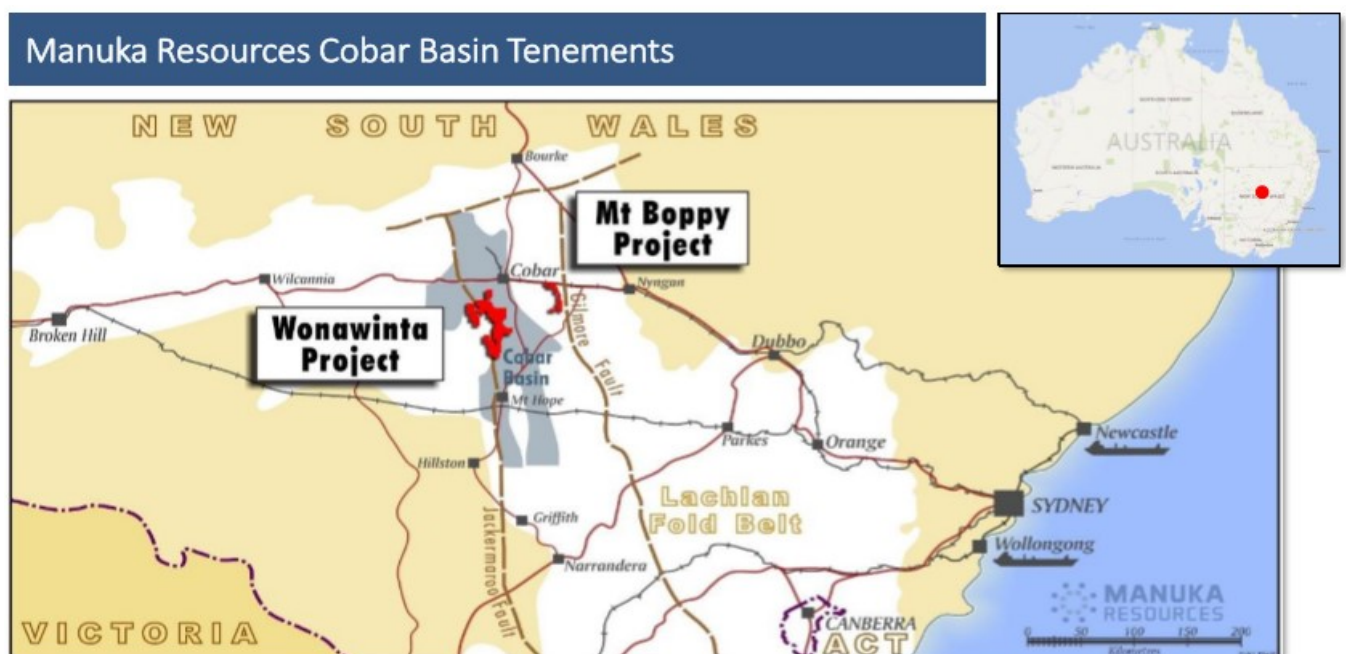 Manuka Resources Cobar Basin Tenements
AUSTRALIA
NEW SOUTH WALES
Bourke
Mt Boppy
Project
Cobar
Wilcannia
Nyngan
Broken Hill
Wonawinta
Project
Gilmore
Fault
Cobar
Basin
Mt Hope
Dubbo
Parkes
Orange
Newcastle
Hillston
Lachlan
Fold Belt
SYDNEY
Griffith
Jackermaroo Fault
Narrandera
Wollongong
MANUKA
RESOURCES
CANBERRA
ACT
VICTORIA
0 50 100 150 200
Kilometres